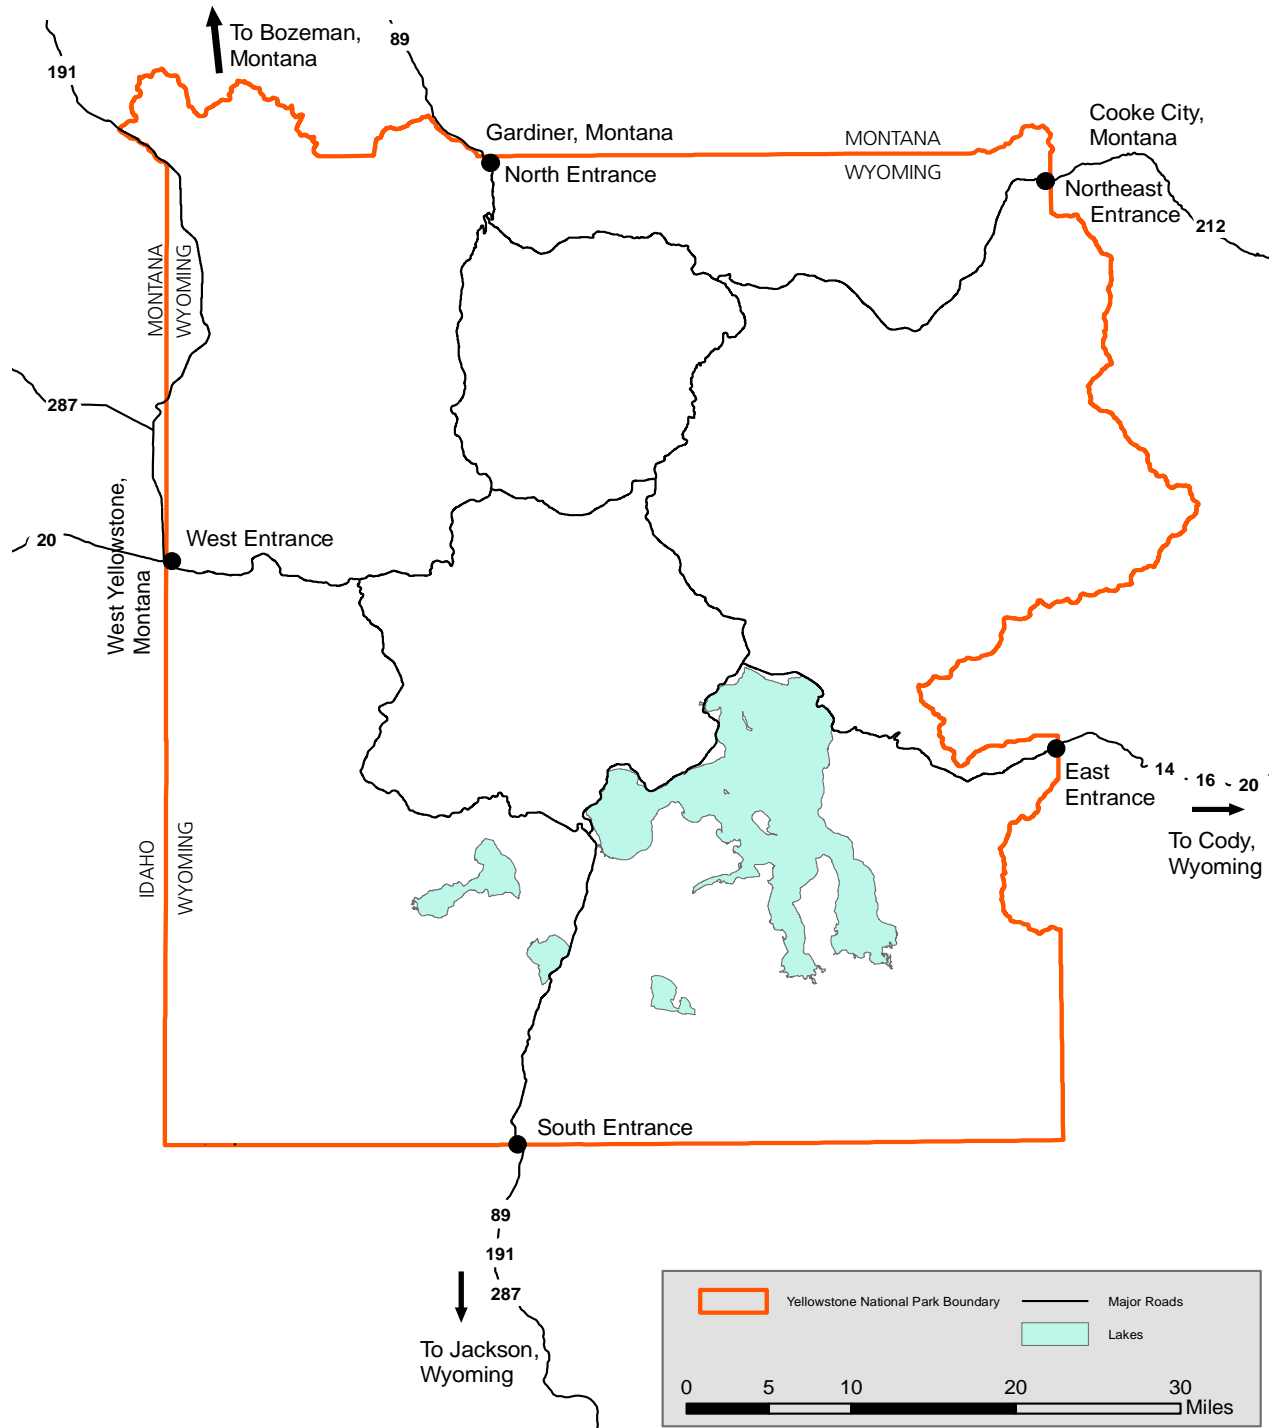 To Bozeman,
Montana
89
191
Gardiner, Montana
MONTANA
WYOMING
Cooke City,
Montana
North Entrance
Northeast
Entrance
212
MONTANA
WYOMING
287
20
West Entrance
West Yellowstone,
Montana
East
Entrance
14
16
20
To Cody,
Wyoming
IDAHO
WYOMING
South Entrance
89
191
287
To Jackson,
Wyoming
Yellowstone National Park Boundary
Major Roads
Lakes
0 5 10 20 30
Miles